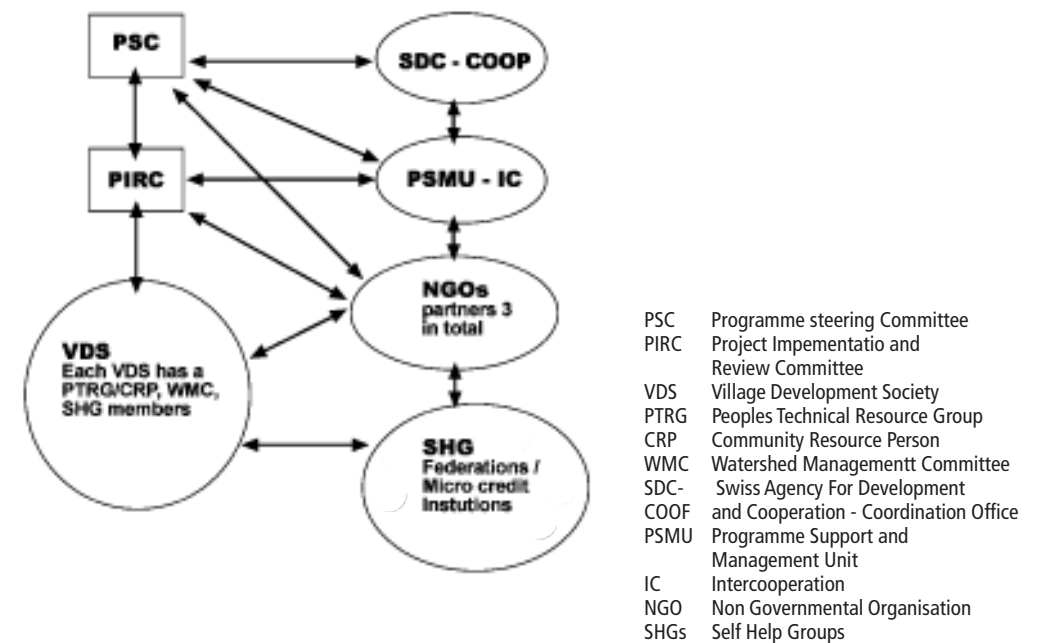 PSC
SDC - COOP
PIRC
PSMU - IC
NGOs
partners 3
in total
VDS
Each VDS has a
PTRG/CRP, WMC,
SHG members
SHG
Federations /
Micro credit
Instutions
PSC Programme steering Committee
PIRC Project Impementatio and
Review Committee
VDS Village Development Society
PTRG Peoples Technical Resource Group
CRP Community Resource Person
WMC Watershed Managementt Committee
SDC- Swiss Agency For Development
COOF and Cooperation - Coordination Office
PSMU Programme Support and
Management Unit
IC Intercooperation
NGO Non Governmental Organisation
SHGs Self Help Groups